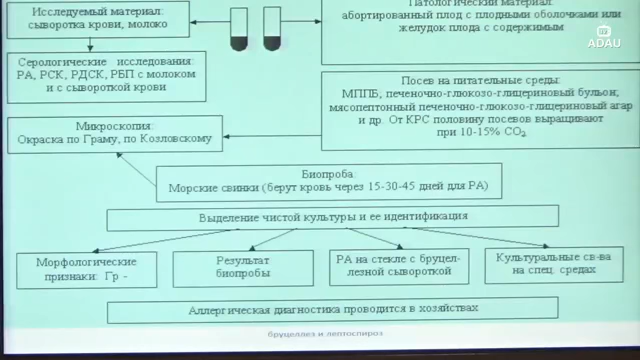 Исследуемый материал:
сыворотка крови, молоко
Патологический материал:
абортированный плод с плодными оболочками или
желудок плода с содержимым
ADAU
Серологические исследования:
РА, РСК, РДСК, РБП с молоком
и с сывороткой крови
Посев на питательные среды:
МППБ, печеночно-глюкозо-глицериновый бульон;
мясопептонный печеночно-глюкозо-глицериновый агар
и др. От КРС половину посевов выращивают
при 10-15% CO₂
Микроскопия:
Окраска по Граму, по Козловскому
Биопроба:
Морские свинки (берут кровь через 15-30-45 дней для РА)
Выделение чистой культуры и ее идентификация
Морфологические
признаки: Гр -
Результат
биопробы
РА на стекле с бруцел-
лезной сывороткой
Культуральные св-ва
на спец. средах
Аллергическая диагностика проводится в хозяйствах
бруцеллез и лептоспироз